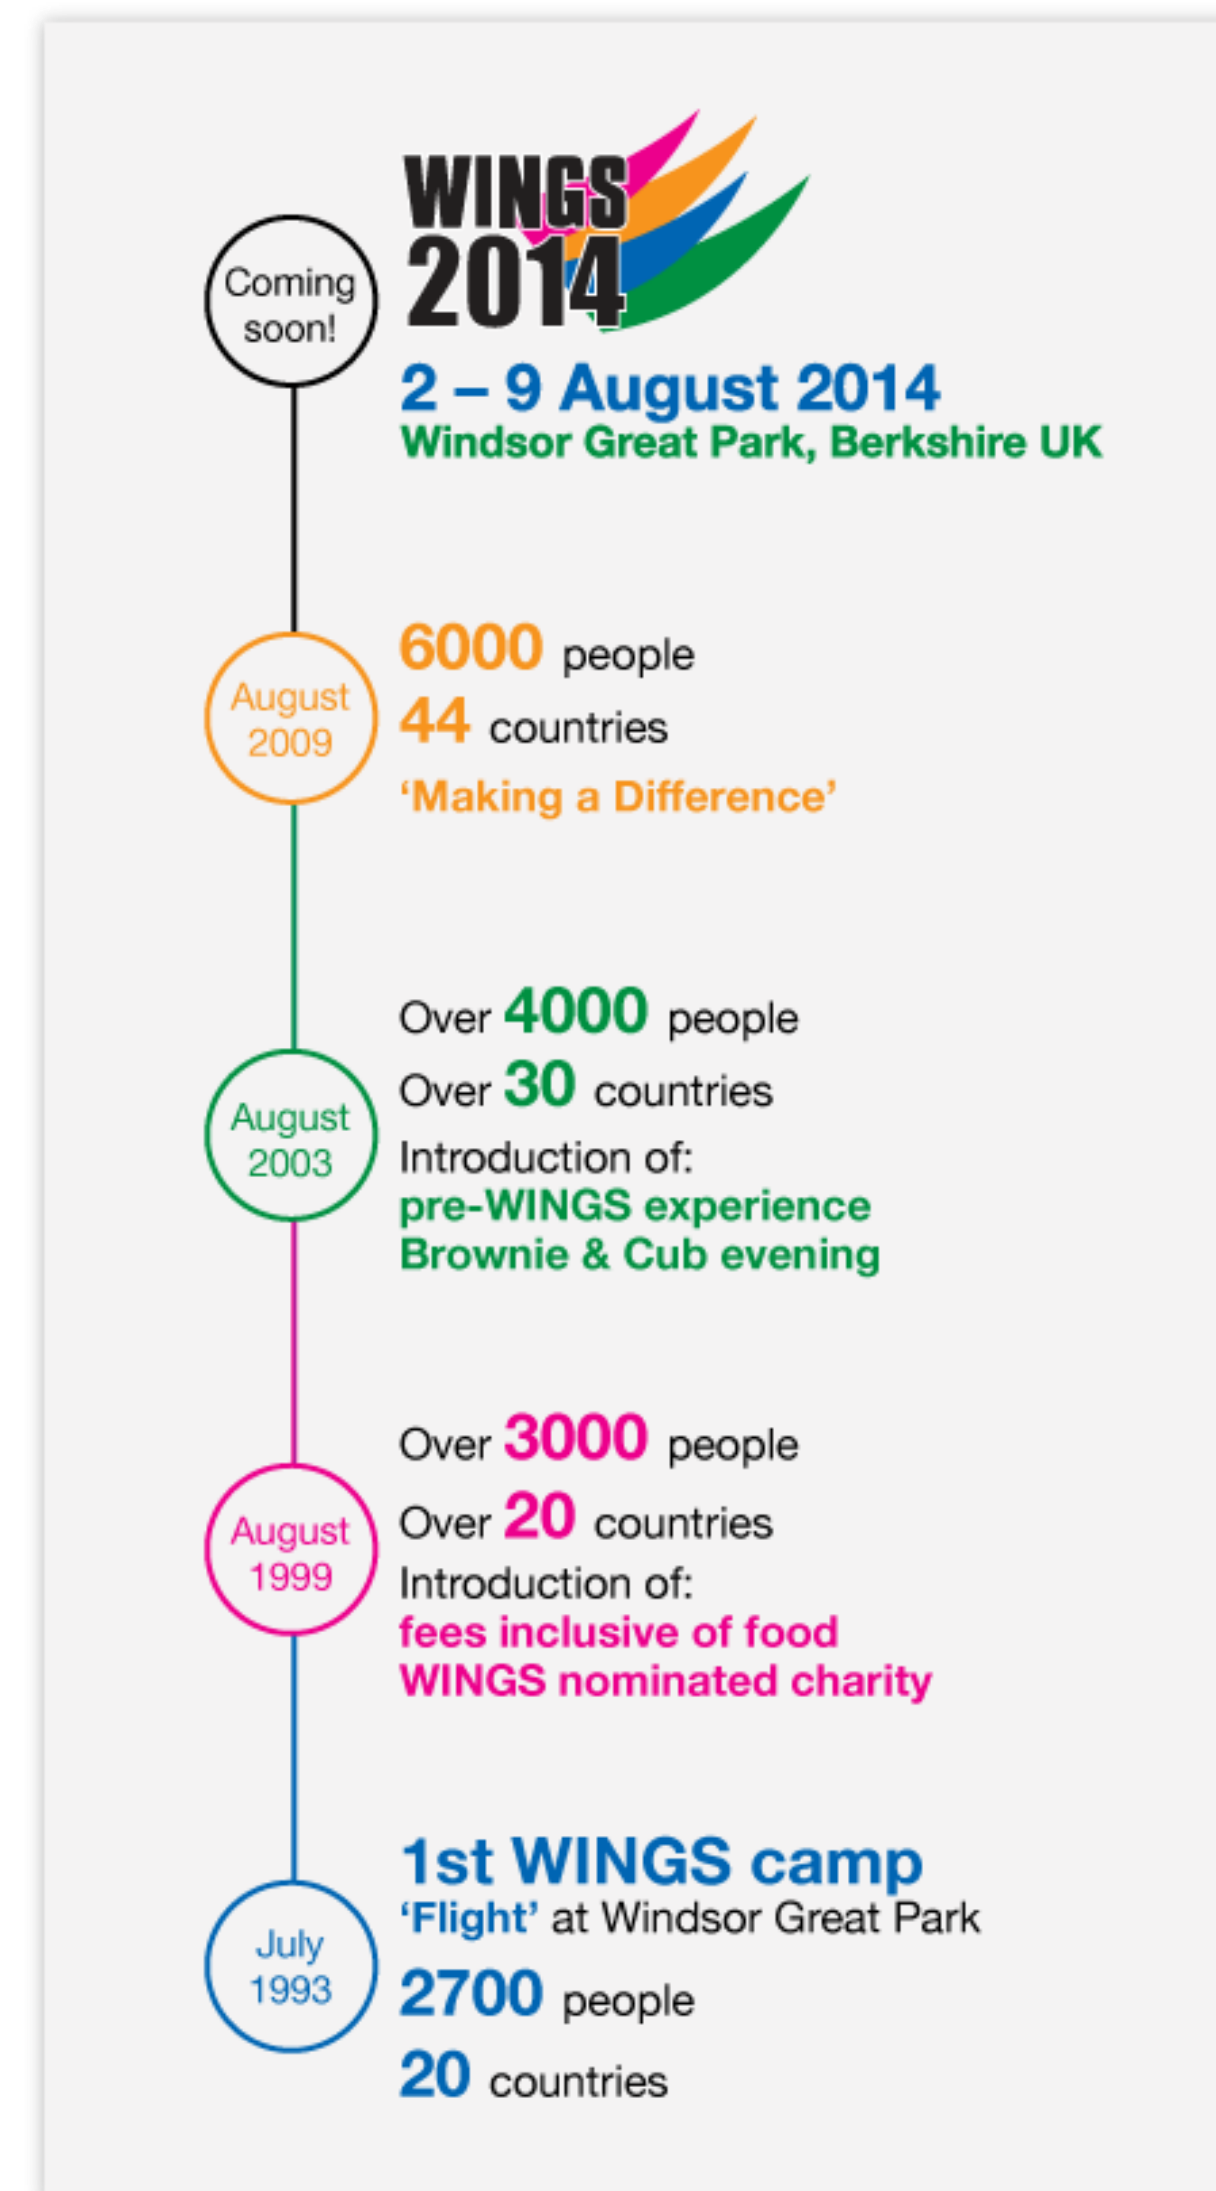 WINGS
2014
Coming
soon!
2 – 9 August 2014
Windsor Great Park, Berkshire UK
August
2009
6000 people
44 countries
‘Making a Difference’
August
2003
Over 4000 people
Over 30 countries
Introduction of:
pre-WINGS experience
Brownie & Cub evening
August
1999
Over 3000 people
Over 20 countries
Introduction of:
fees inclusive of food
WINGS nominated charity
July
1993
1st WINGS camp
‘Flight’ at Windsor Great Park
2700 people
20 countries